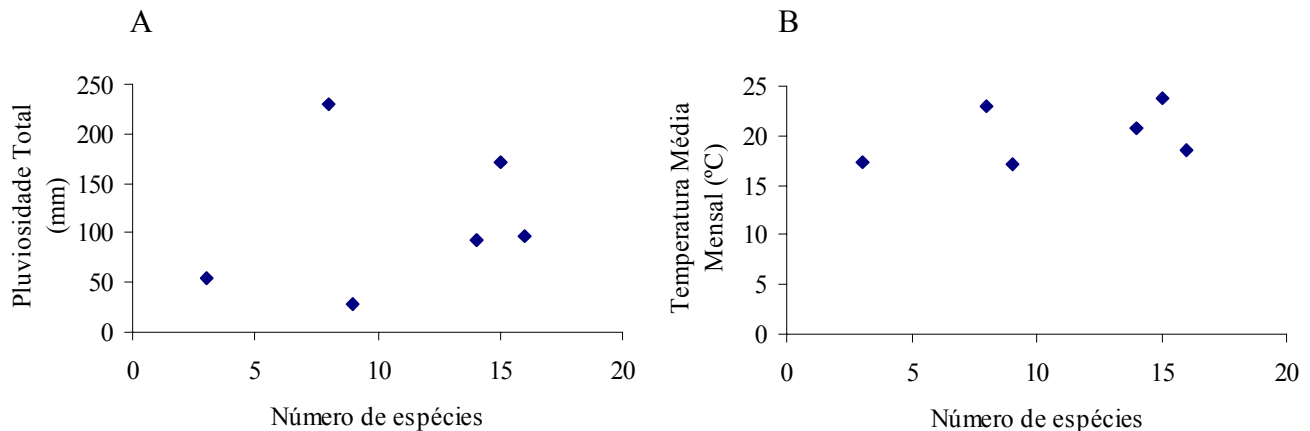 A
Pluviosidade Total
(mm)
250
200
150
100
50
0
0 5 10 15 20
Número de espécies
B
Temperatura Média
Mensal (ºC)
25
20
15
10
5
0
0 5 10 15 20
Número de espécies